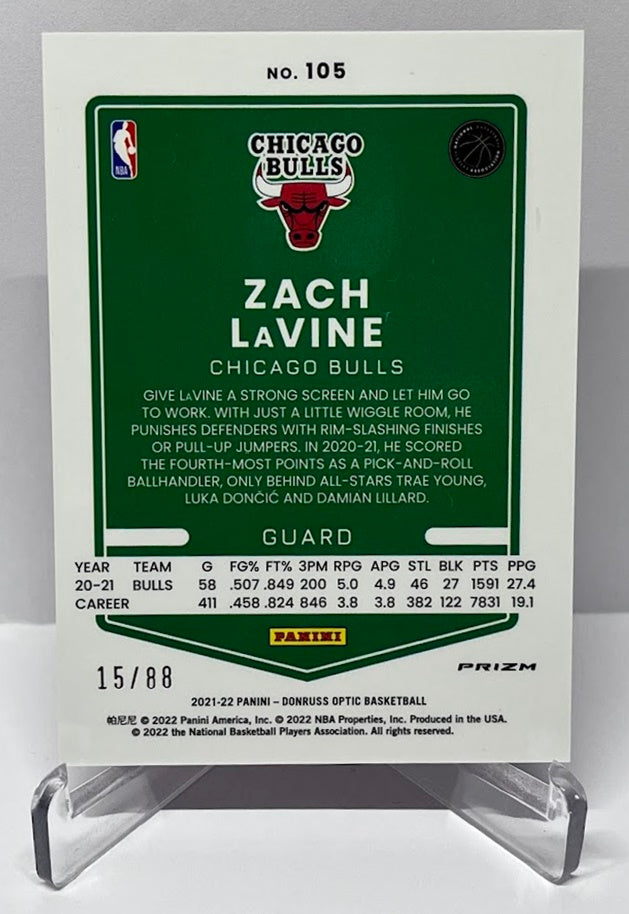 NO. 105
NBA
CHICAGO
BULLS
NATIONAL BASKETBALL ASSOCIATION
ZACH
LaVINE
CHICAGO BULLS
GIVE LaVINE A STRONG SCREEN AND LET HIM GO
TO WORK. WITH JUST A LITTLE WIGGLE ROOM, HE
PUNISHES DEFENDERS WITH RIM-SLASHING FINISHES
OR PULL-UP JUMPERS. IN 2020-21, HE SCORED
THE FOURTH-MOST POINTS AS A PICK-AND-ROLL
BALLHANDLER, ONLY BEHIND ALL-STARS TRAE YOUNG,
LUKA DONČIĆ AND DAMIAN LILLARD.
GUARD
YEAR TEAM G FG% FT% 3PM RPG APG STL BLK PTS PPG
20-21 BULLS 58 .507 .849 200 5.0 4.9 46 27 1591 27.4
CAREER 411 .458 .824 846 3.8 3.8 382 122 7831 19.1
PANINI
15/88
PRIZM
2021-22 PANINI – DONRUSS OPTIC BASKETBALL
帕尼尼 © 2022 Panini America, Inc. © 2022 NBA Properties, Inc. Produced in the USA.
© 2022 the National Basketball Players Association. All rights reserved.